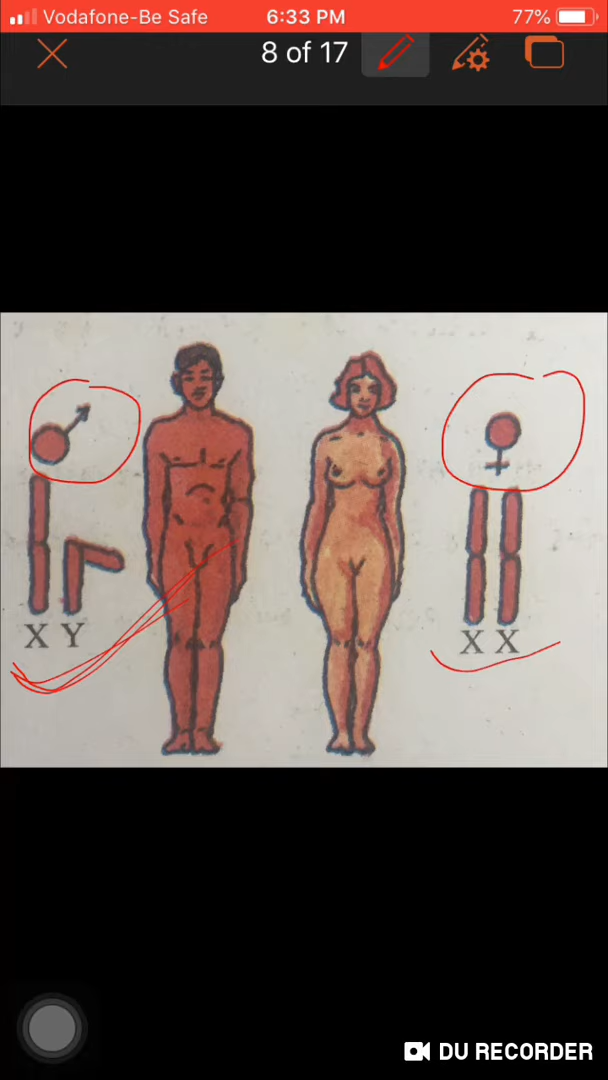 Vodafone-Be Safe 6:33 PM 77%
8 of 17
X Y
X X
DU RECORDER